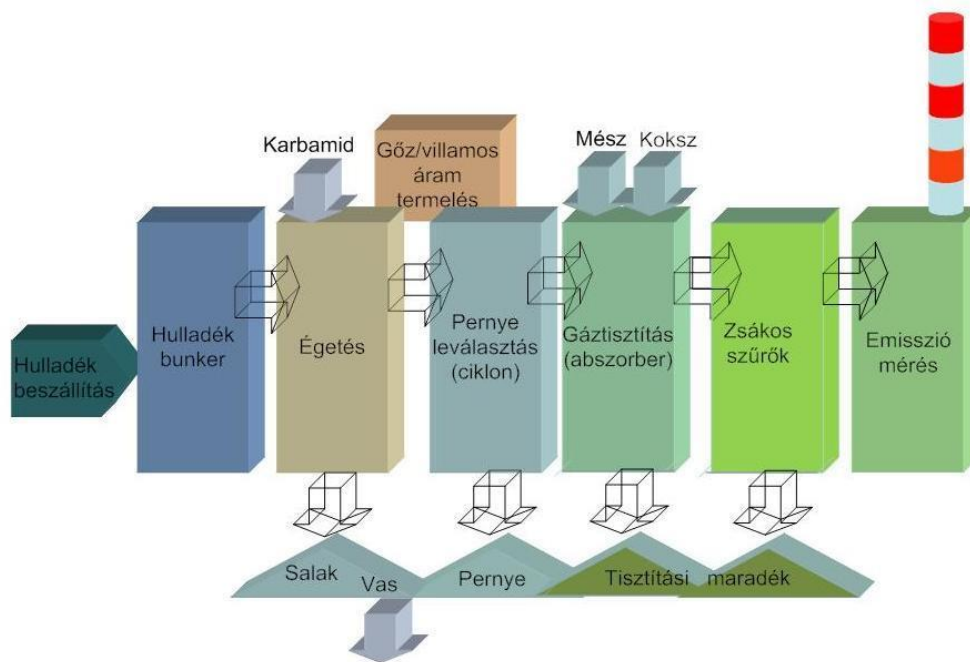 Karbamid
Gőz/villamos
áram
termelés
Mész
Koksz
Hulladék
beszállítás
Hulladék
bunker
Égetés
Pernye
leválasztás
(ciklon)
Gáztisztítás
(abszorber)
Zsákos
szűrők
Emisszió
mérés
Salak
Vas
Pernye
Tisztítási maradék